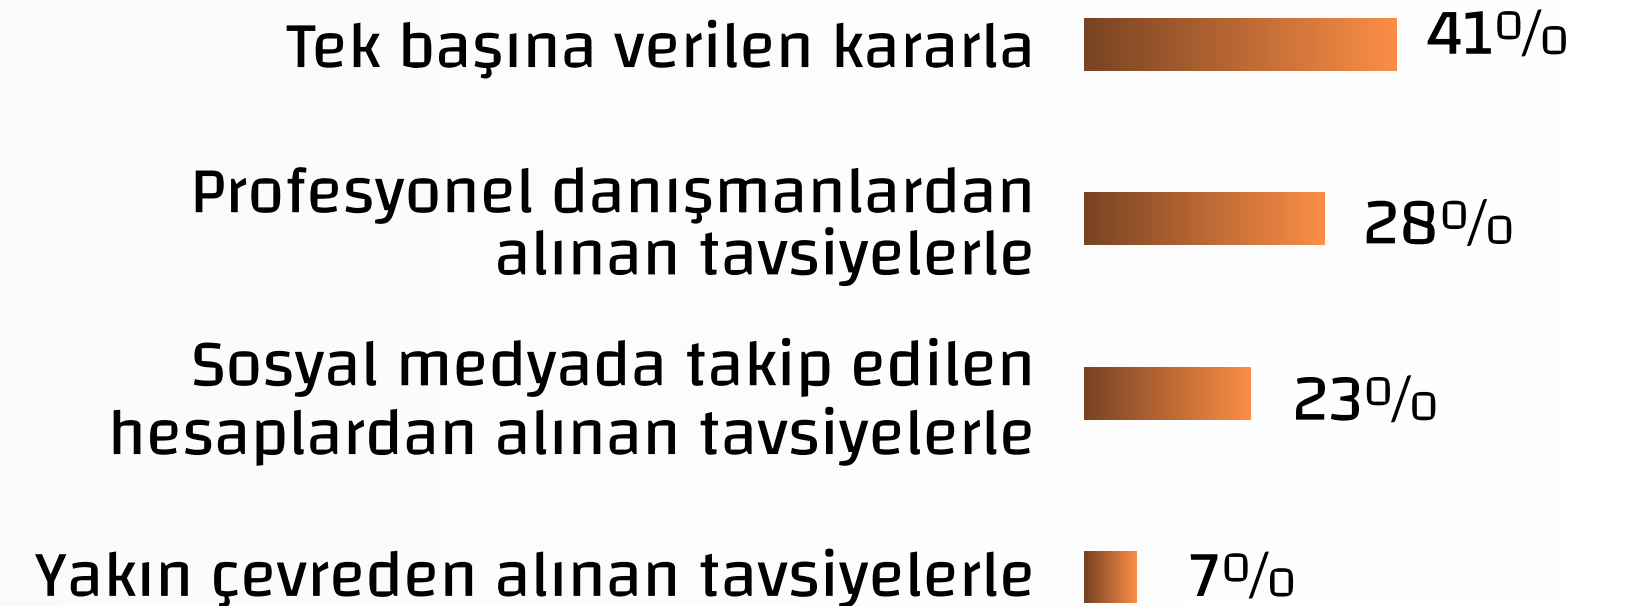 Tek başına verilen kararla 41%
Profesyonel danışmanlardan
alınan tavsiyelerle 28%
Sosyal medyada takip edilen
hesaplardan alınan tavsiyelerle 23%
Yakın çevreden alınan tavsiyelerle 7%